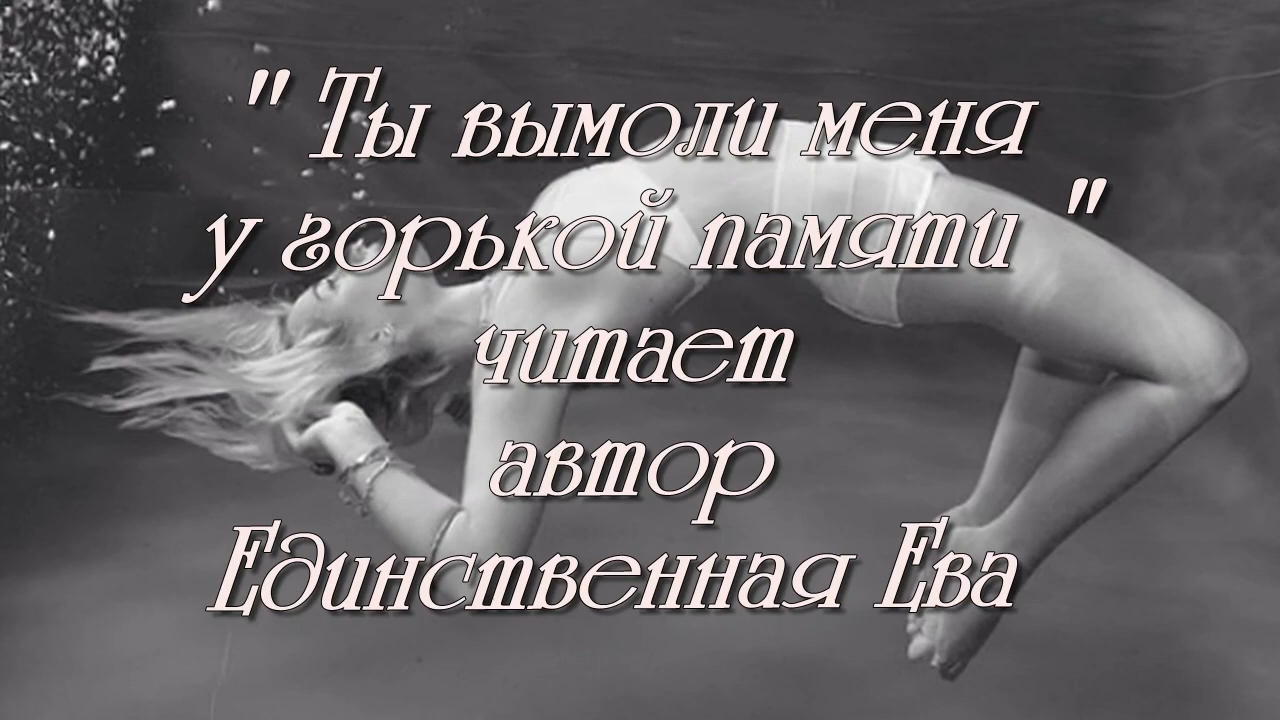 " Ты вымоли меня
у горькой памяти "
читает
автор
Единственная Ева